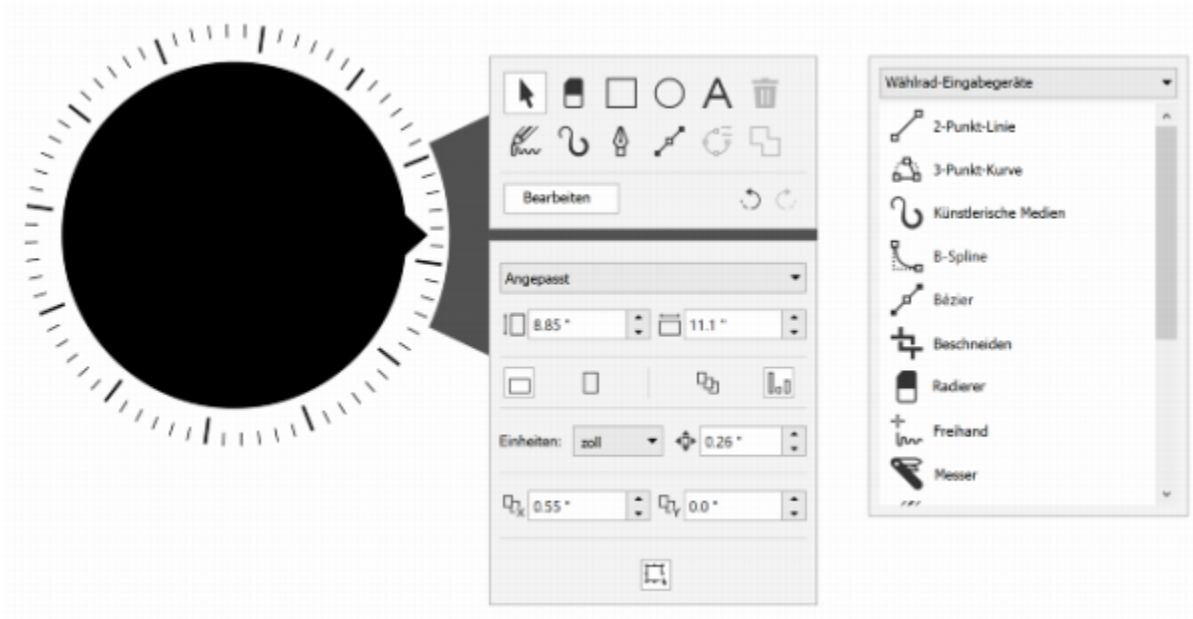 A
Bearbeiten
Angepasst
8.85 "
11.1 "
Einheiten:
zoll
0.26 "
X
0.55 "
Y
0.0 "
Wählrad-Eingabegeräte
2-Punkt-Linie
3-Punkt-Kurve
Künstlerische Medien
B-Spline
Bézier
Beschneiden
Radierer
Freihand
Messer